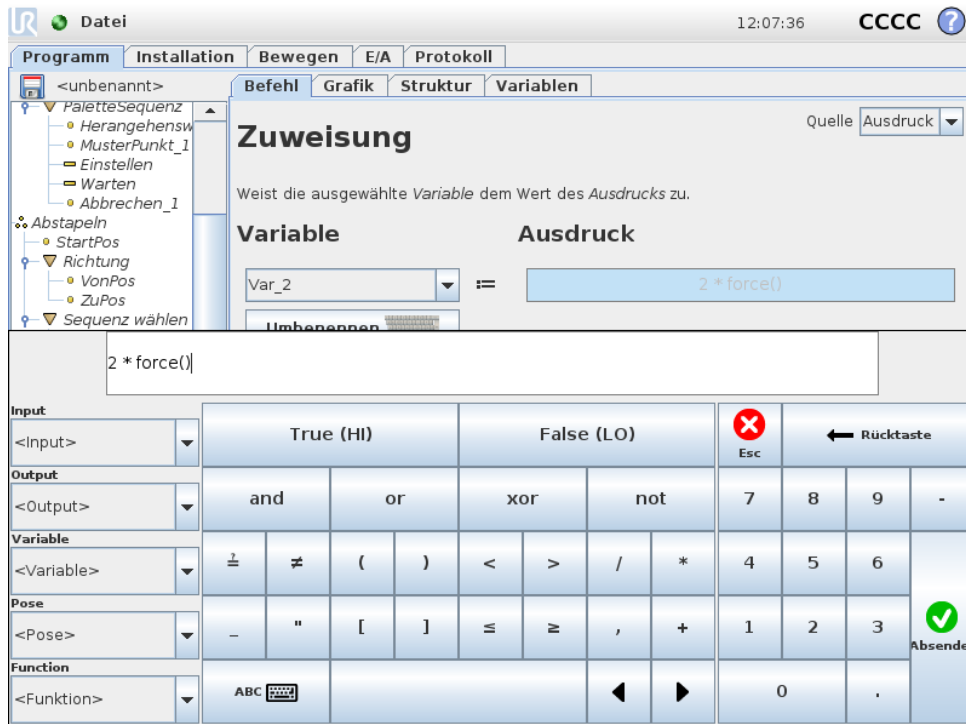 UR Datei 12:07:36 CCCC ?
Programm Installation Bewegen E/A Protokoll
<unbenannt> Befehl Grafik Struktur Variablen
PaletteSequenz
Herangehensw
MusterPunkt_1
Einstellen
Warten
Abbrechen_1
Abstapeln
StartPos
Richtung
VonPos
ZuPos
Sequenz wählen
Quelle Ausdruck
Zuweisung
Weist die ausgewählte Variable dem Wert des Ausdrucks zu.
Variable Ausdruck
Var_2 := 2 * force()
Umbenennen
2 * force()
Input
<Input>
Output
<Output>
Variable
<Variable>
Pose
<Pose>
Function
<Funktion>
True (HI) False (LO) Esc Rücktaste
and or xor not 7 8 9 -
≟ ≠ ( ) < > / * 4 5 6
_ " [ ] ≤ ≥ , + 1 2 3 Absende
ABC 0 .